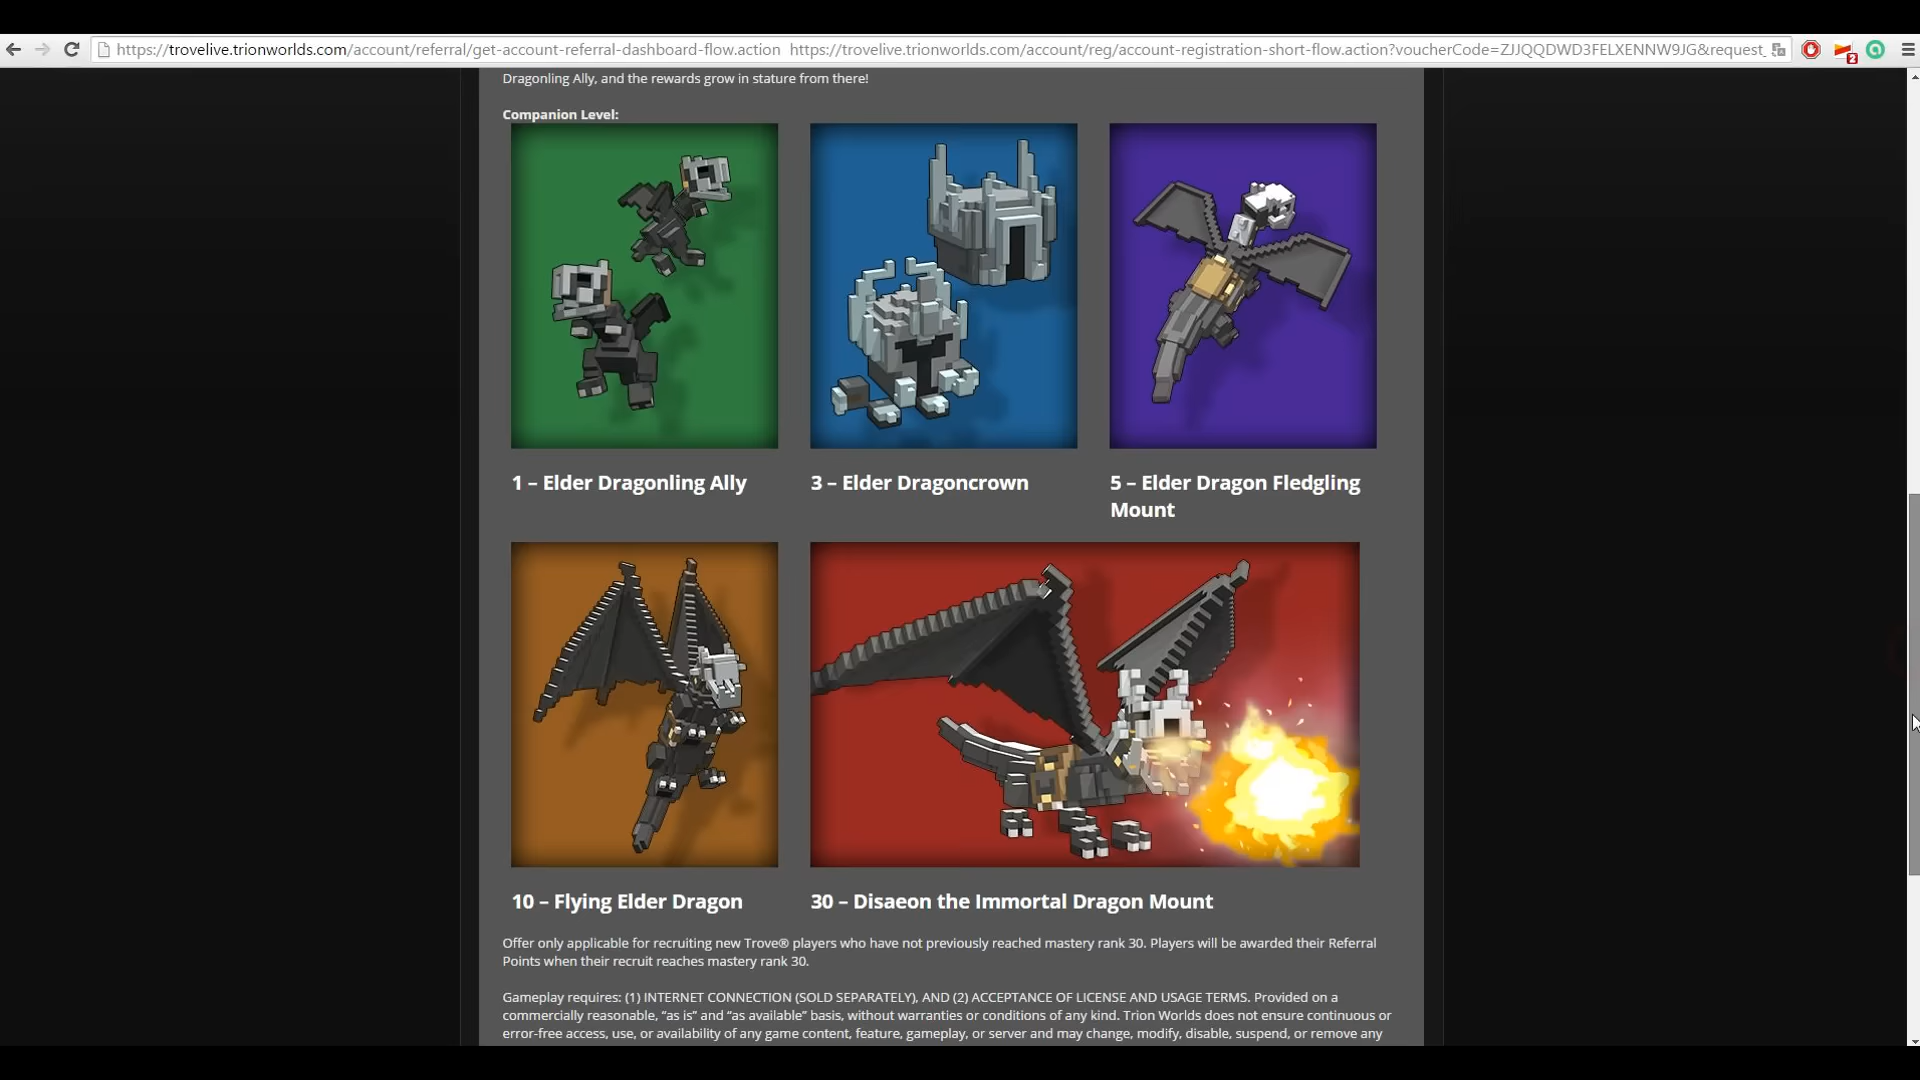 https://trovelive.trionworlds.com/account/referral/get-account-referral-dashboard-flow.action https://trovelive.trionworlds.com/account/reg/account-registration-short-flow.action?voucherCode=ZJJQQDWD3FELXENNW9JG&request_
2
Dragonling Ally, and the rewards grow in stature from there!
Companion Level:
1 – Elder Dragonling Ally
3 – Elder Dragoncrown
5 – Elder Dragon Fledgling
Mount
10 – Flying Elder Dragon
30 – Disaeon the Immortal Dragon Mount
Offer only applicable for recruiting new Trove® players who have not previously reached mastery rank 30. Players will be awarded their Referral
Points when their recruit reaches mastery rank 30.
Gameplay requires: (1) INTERNET CONNECTION (SOLD SEPARATELY), AND (2) ACCEPTANCE OF LICENSE AND USAGE TERMS. Provided on a
commercially reasonable, “as is” and “as available” basis, without warranties or conditions of any kind. Trion Worlds does not ensure continuous or
error-free access, use, or availability of any game content, feature, gameplay, or server and may change, modify, disable, suspend, or remove any